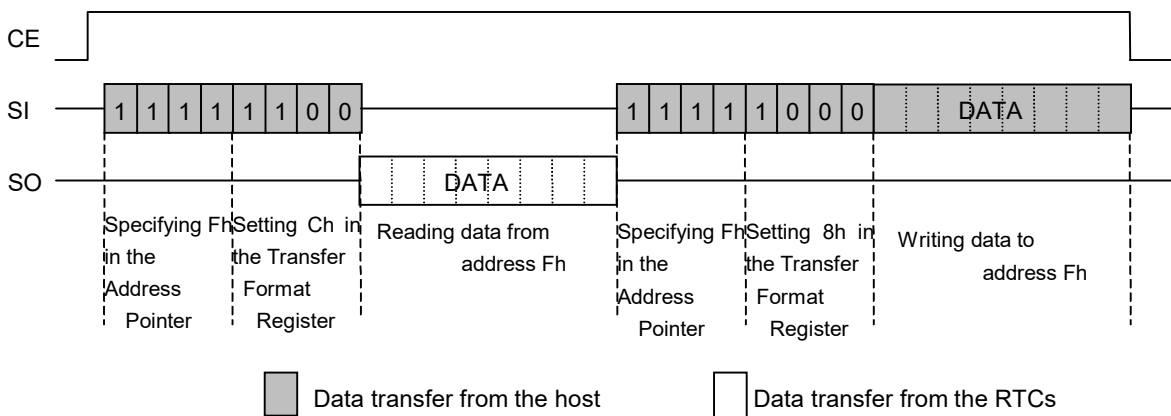 CE
SI 1 1 1 1 1 1 0 0 1 1 1 1 1 0 0 0 DATA
SO DATA
Specifying Fh
in the
Address
Pointer
Setting Ch in
the Transfer
Format
Register
Reading data from
address Fh
Specifying Fh
in the
Address
Pointer
Setting 8h in
the Transfer
Format
Register
Writing data to
address Fh
Data transfer from the host
Data transfer from the RTCs